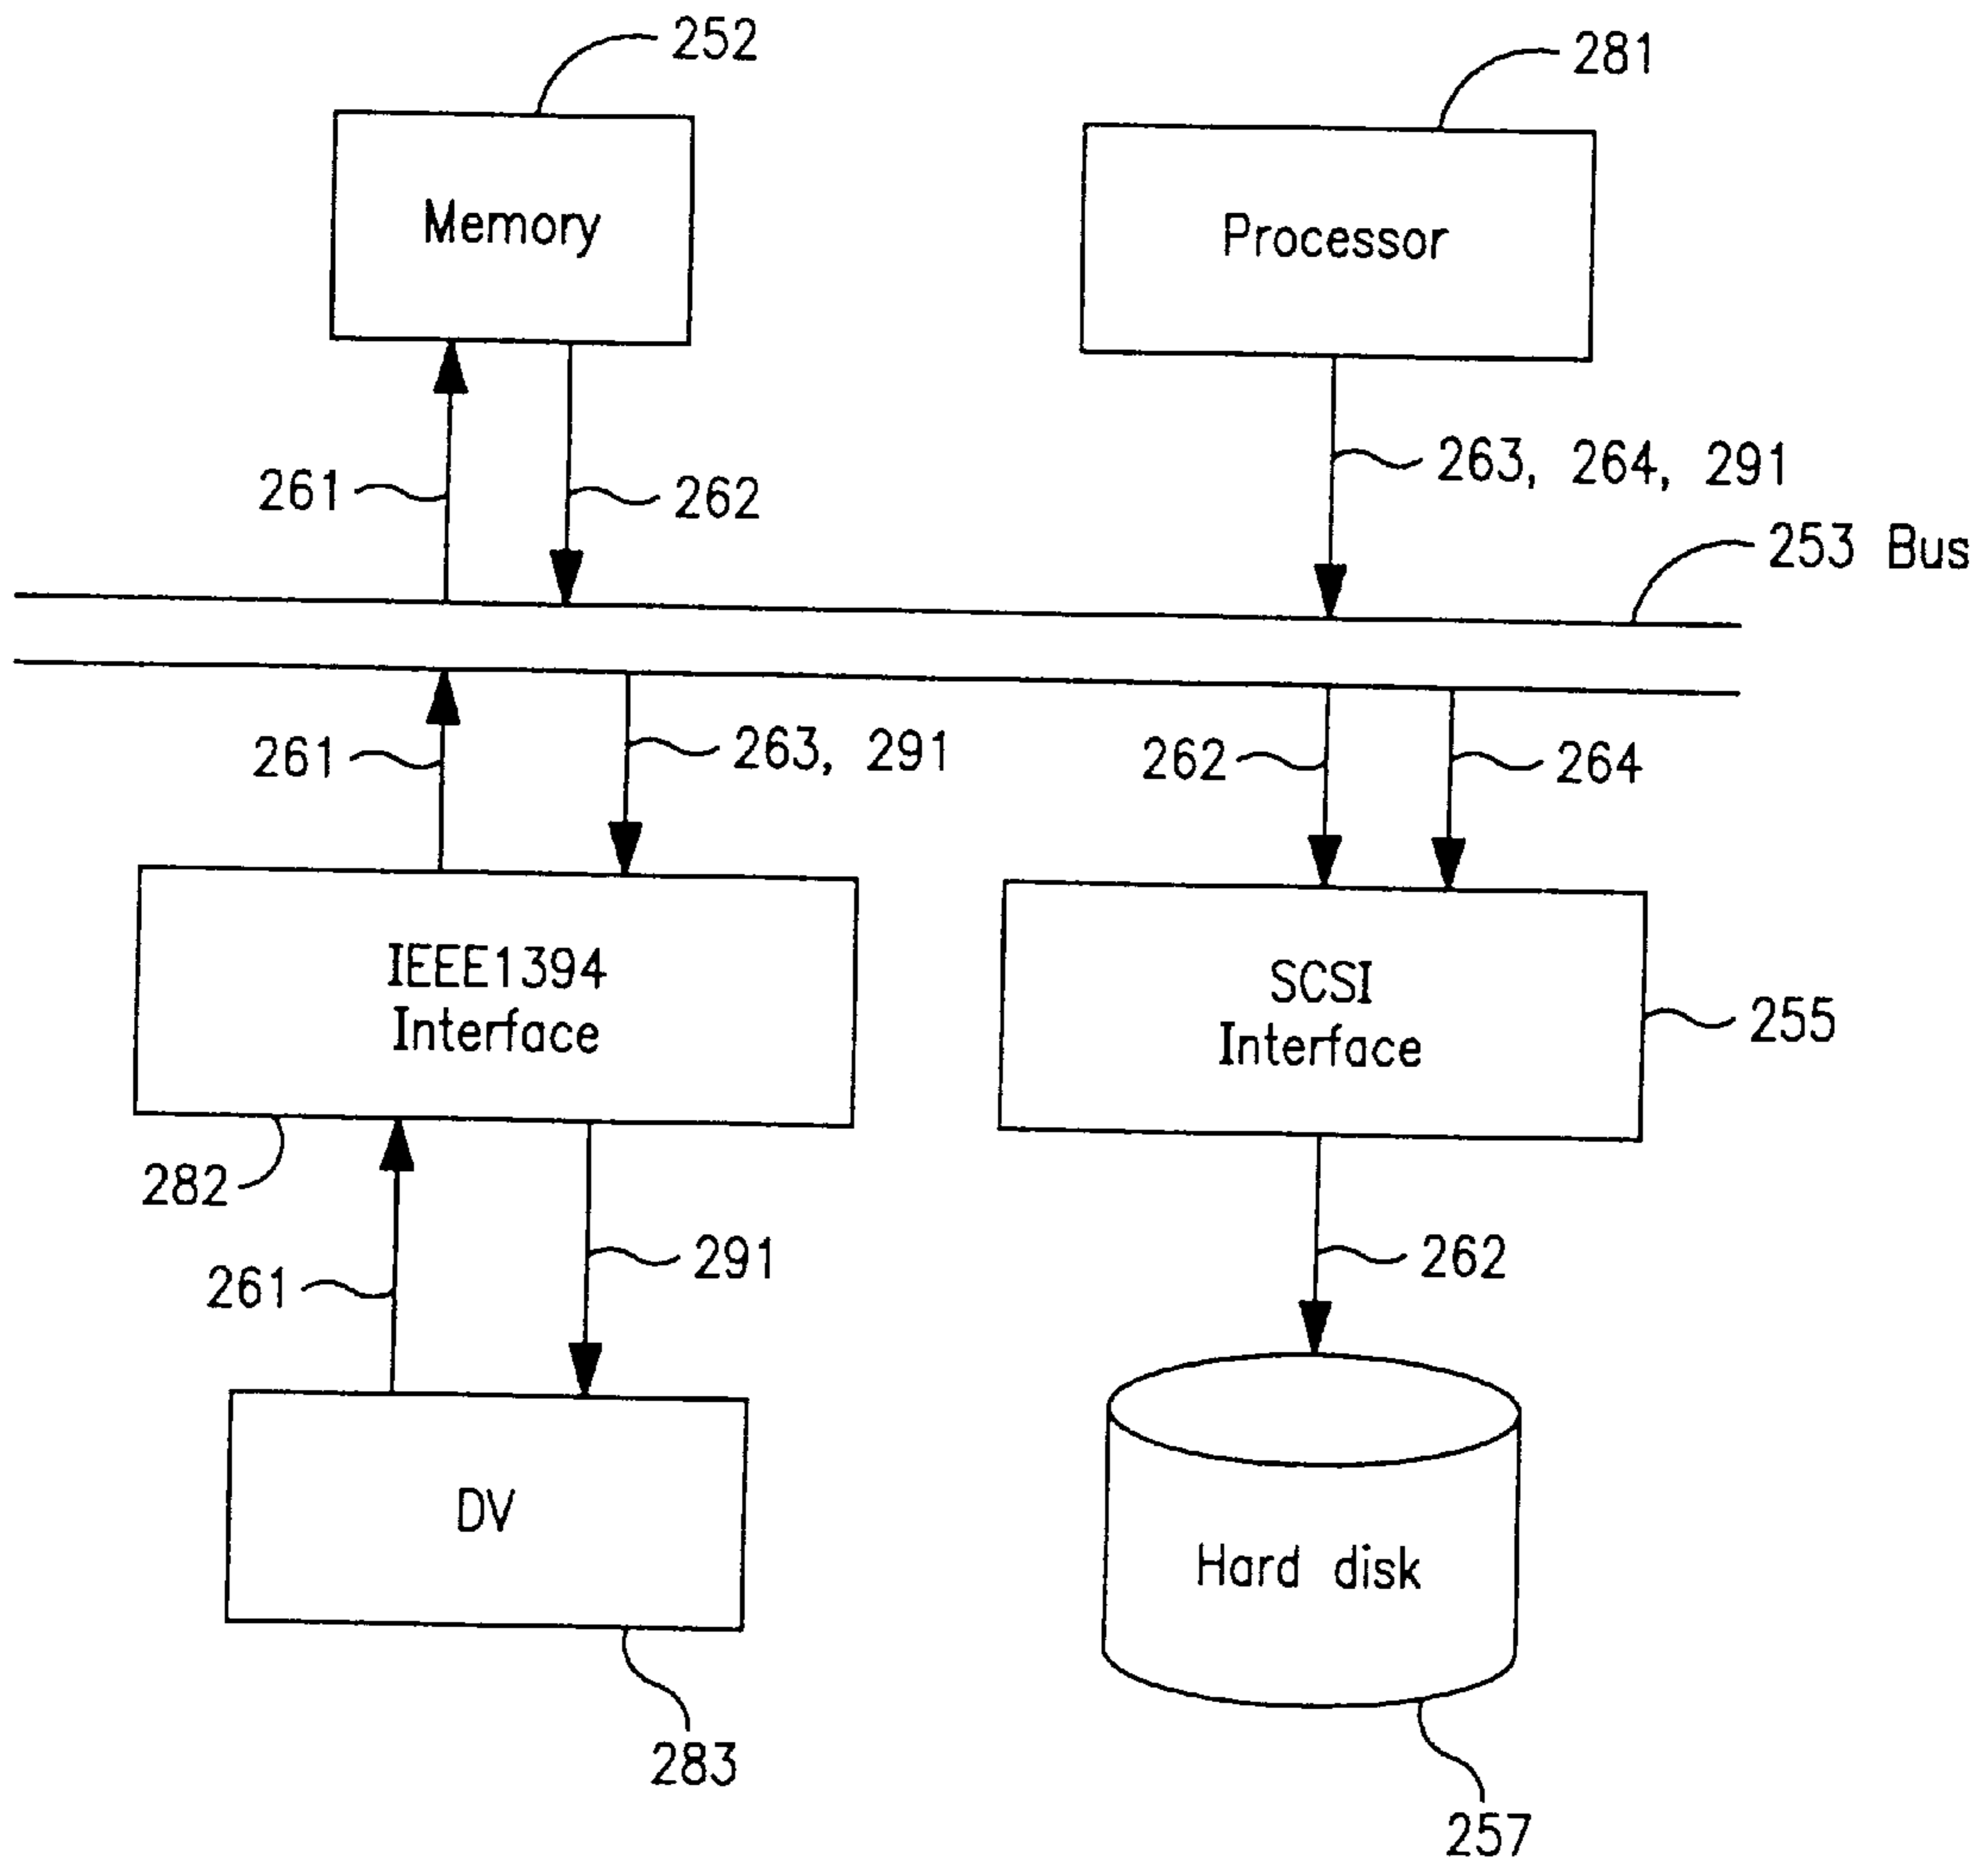 252
281
Memory
Processor
261
262
263, 264, 291
253 Bus
261
263, 291
262
264
IEEE1394
Interface
SCSI
Interface
255
282
291
261
262
DV
Hard disk
283
257